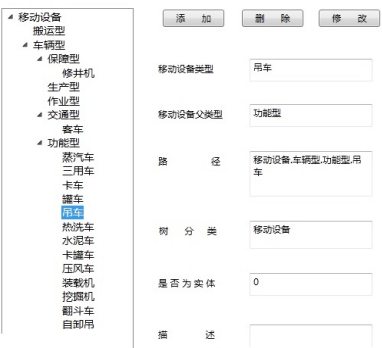 移动设备
搬运型
车辆型
保障型
修井机
生产型
作业型
交通型
客车
功能型
蒸汽车
三用车
卡车
罐车
吊车
热洗车
水泥车
卡罐车
压风车
装载机
挖掘机
翻斗车
自卸吊
添 加
删 除
修 改
移动设备类型
吊车
移动设备父类型
功能型
路 径
移动设备.车辆型.功能型.吊
车
树 分 类
移动设备
是否为实体
0
描 述